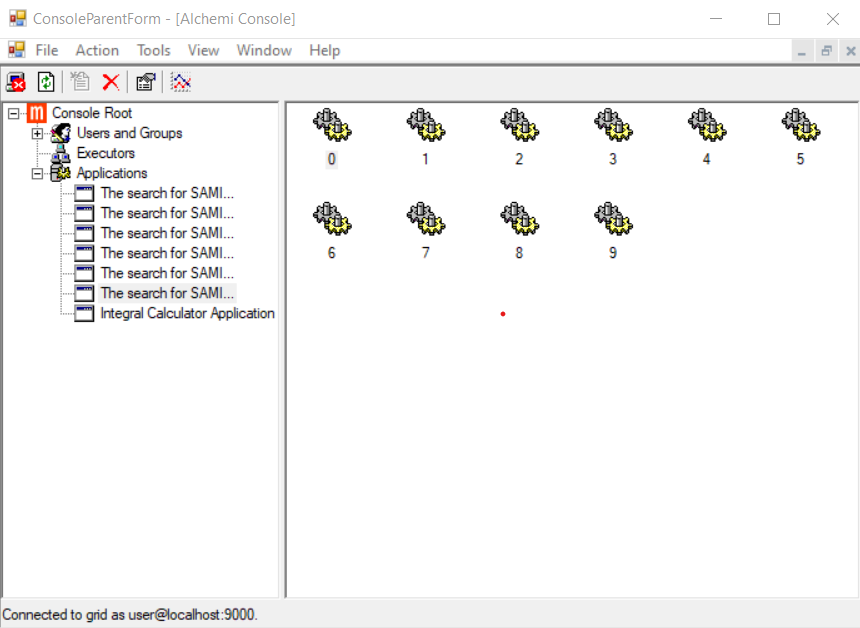 ConsoleParentForm - [Alchemi Console]
File Action Tools View Window Help
Console Root
Users and Groups
Executors
Applications
The search for SAMI...
The search for SAMI...
The search for SAMI...
The search for SAMI...
The search for SAMI...
The search for SAMI...
Integral Calculator Application
0 1 2 3 4 5
6 7 8 9
Connected to grid as user@localhost:9000.